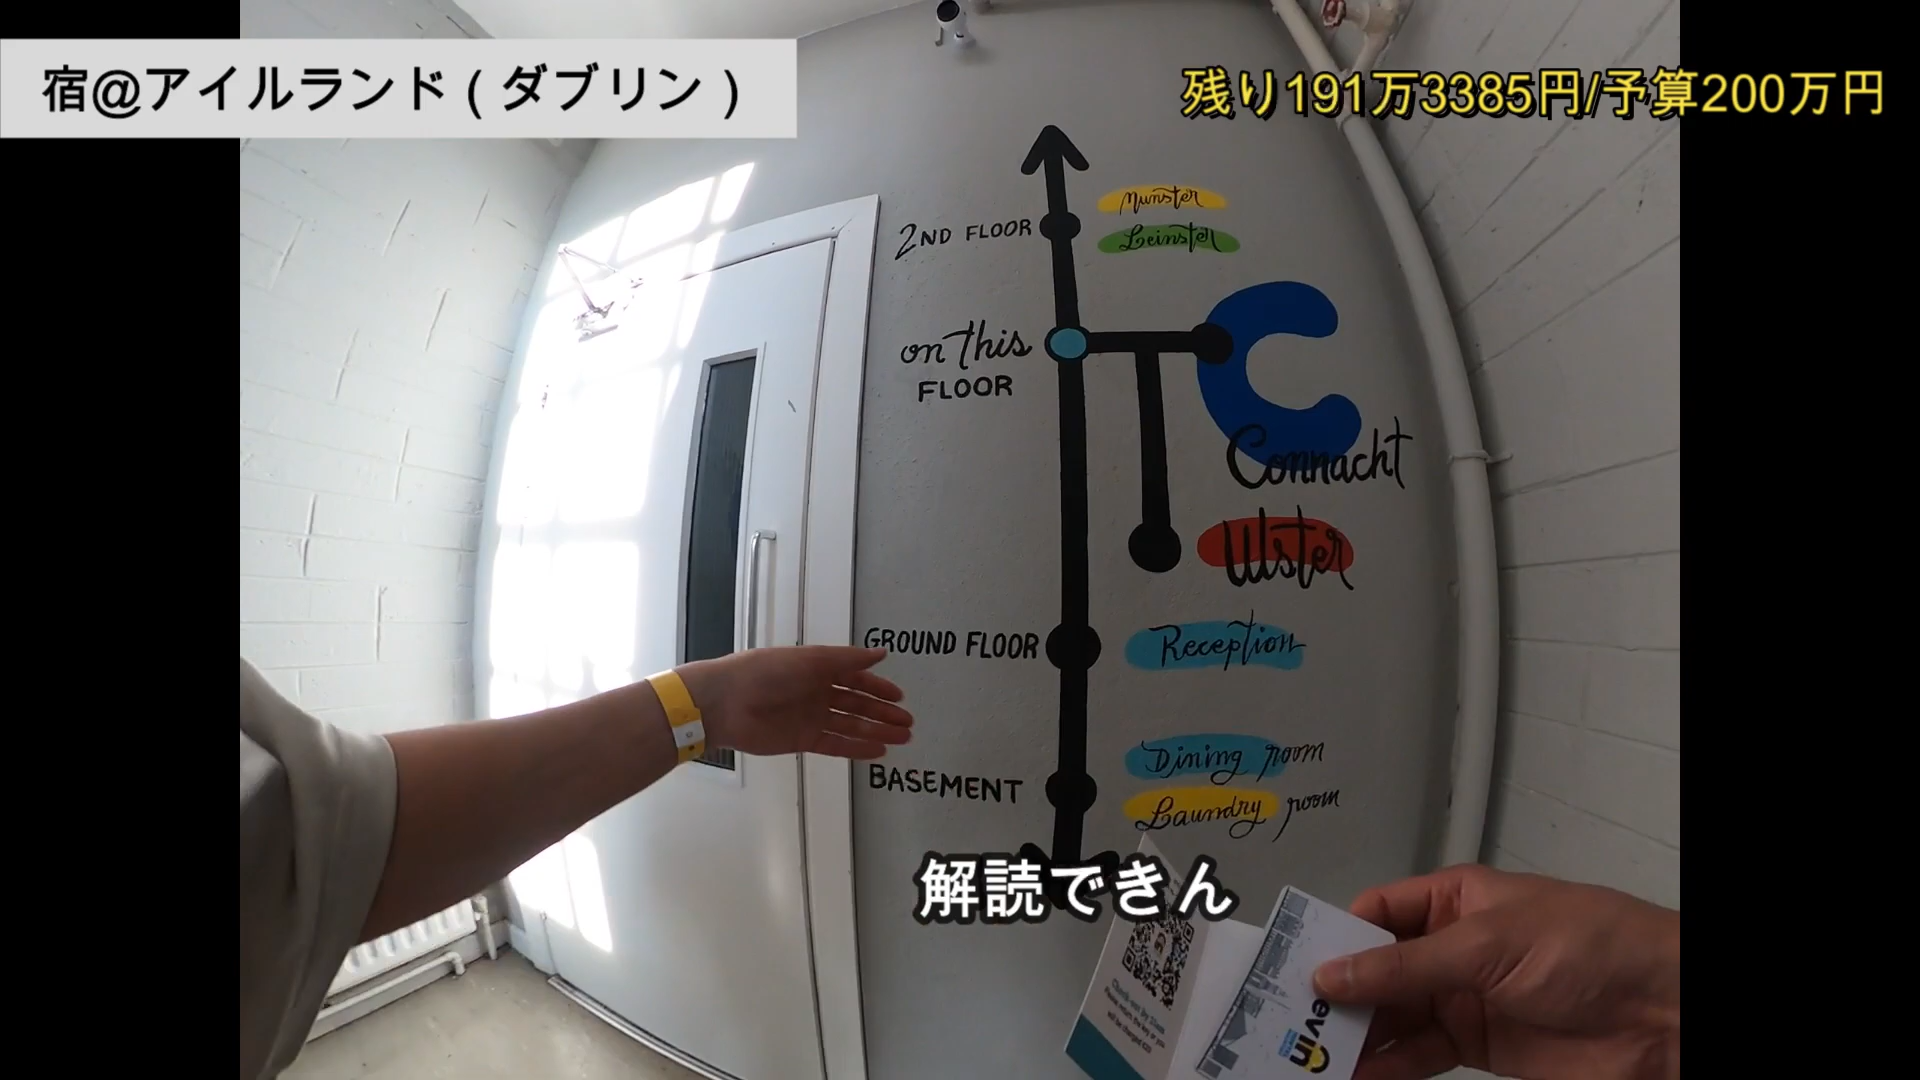 宿@アイルランド(ダブリン)
残り191万3385円/予算200万円
2ND FLOOR
Munster
Leinster
on this
FLOOR
Connacht
Ulster
GROUND FLOOR
Reception
BASEMENT
Dining room
Laundry room
解読できん